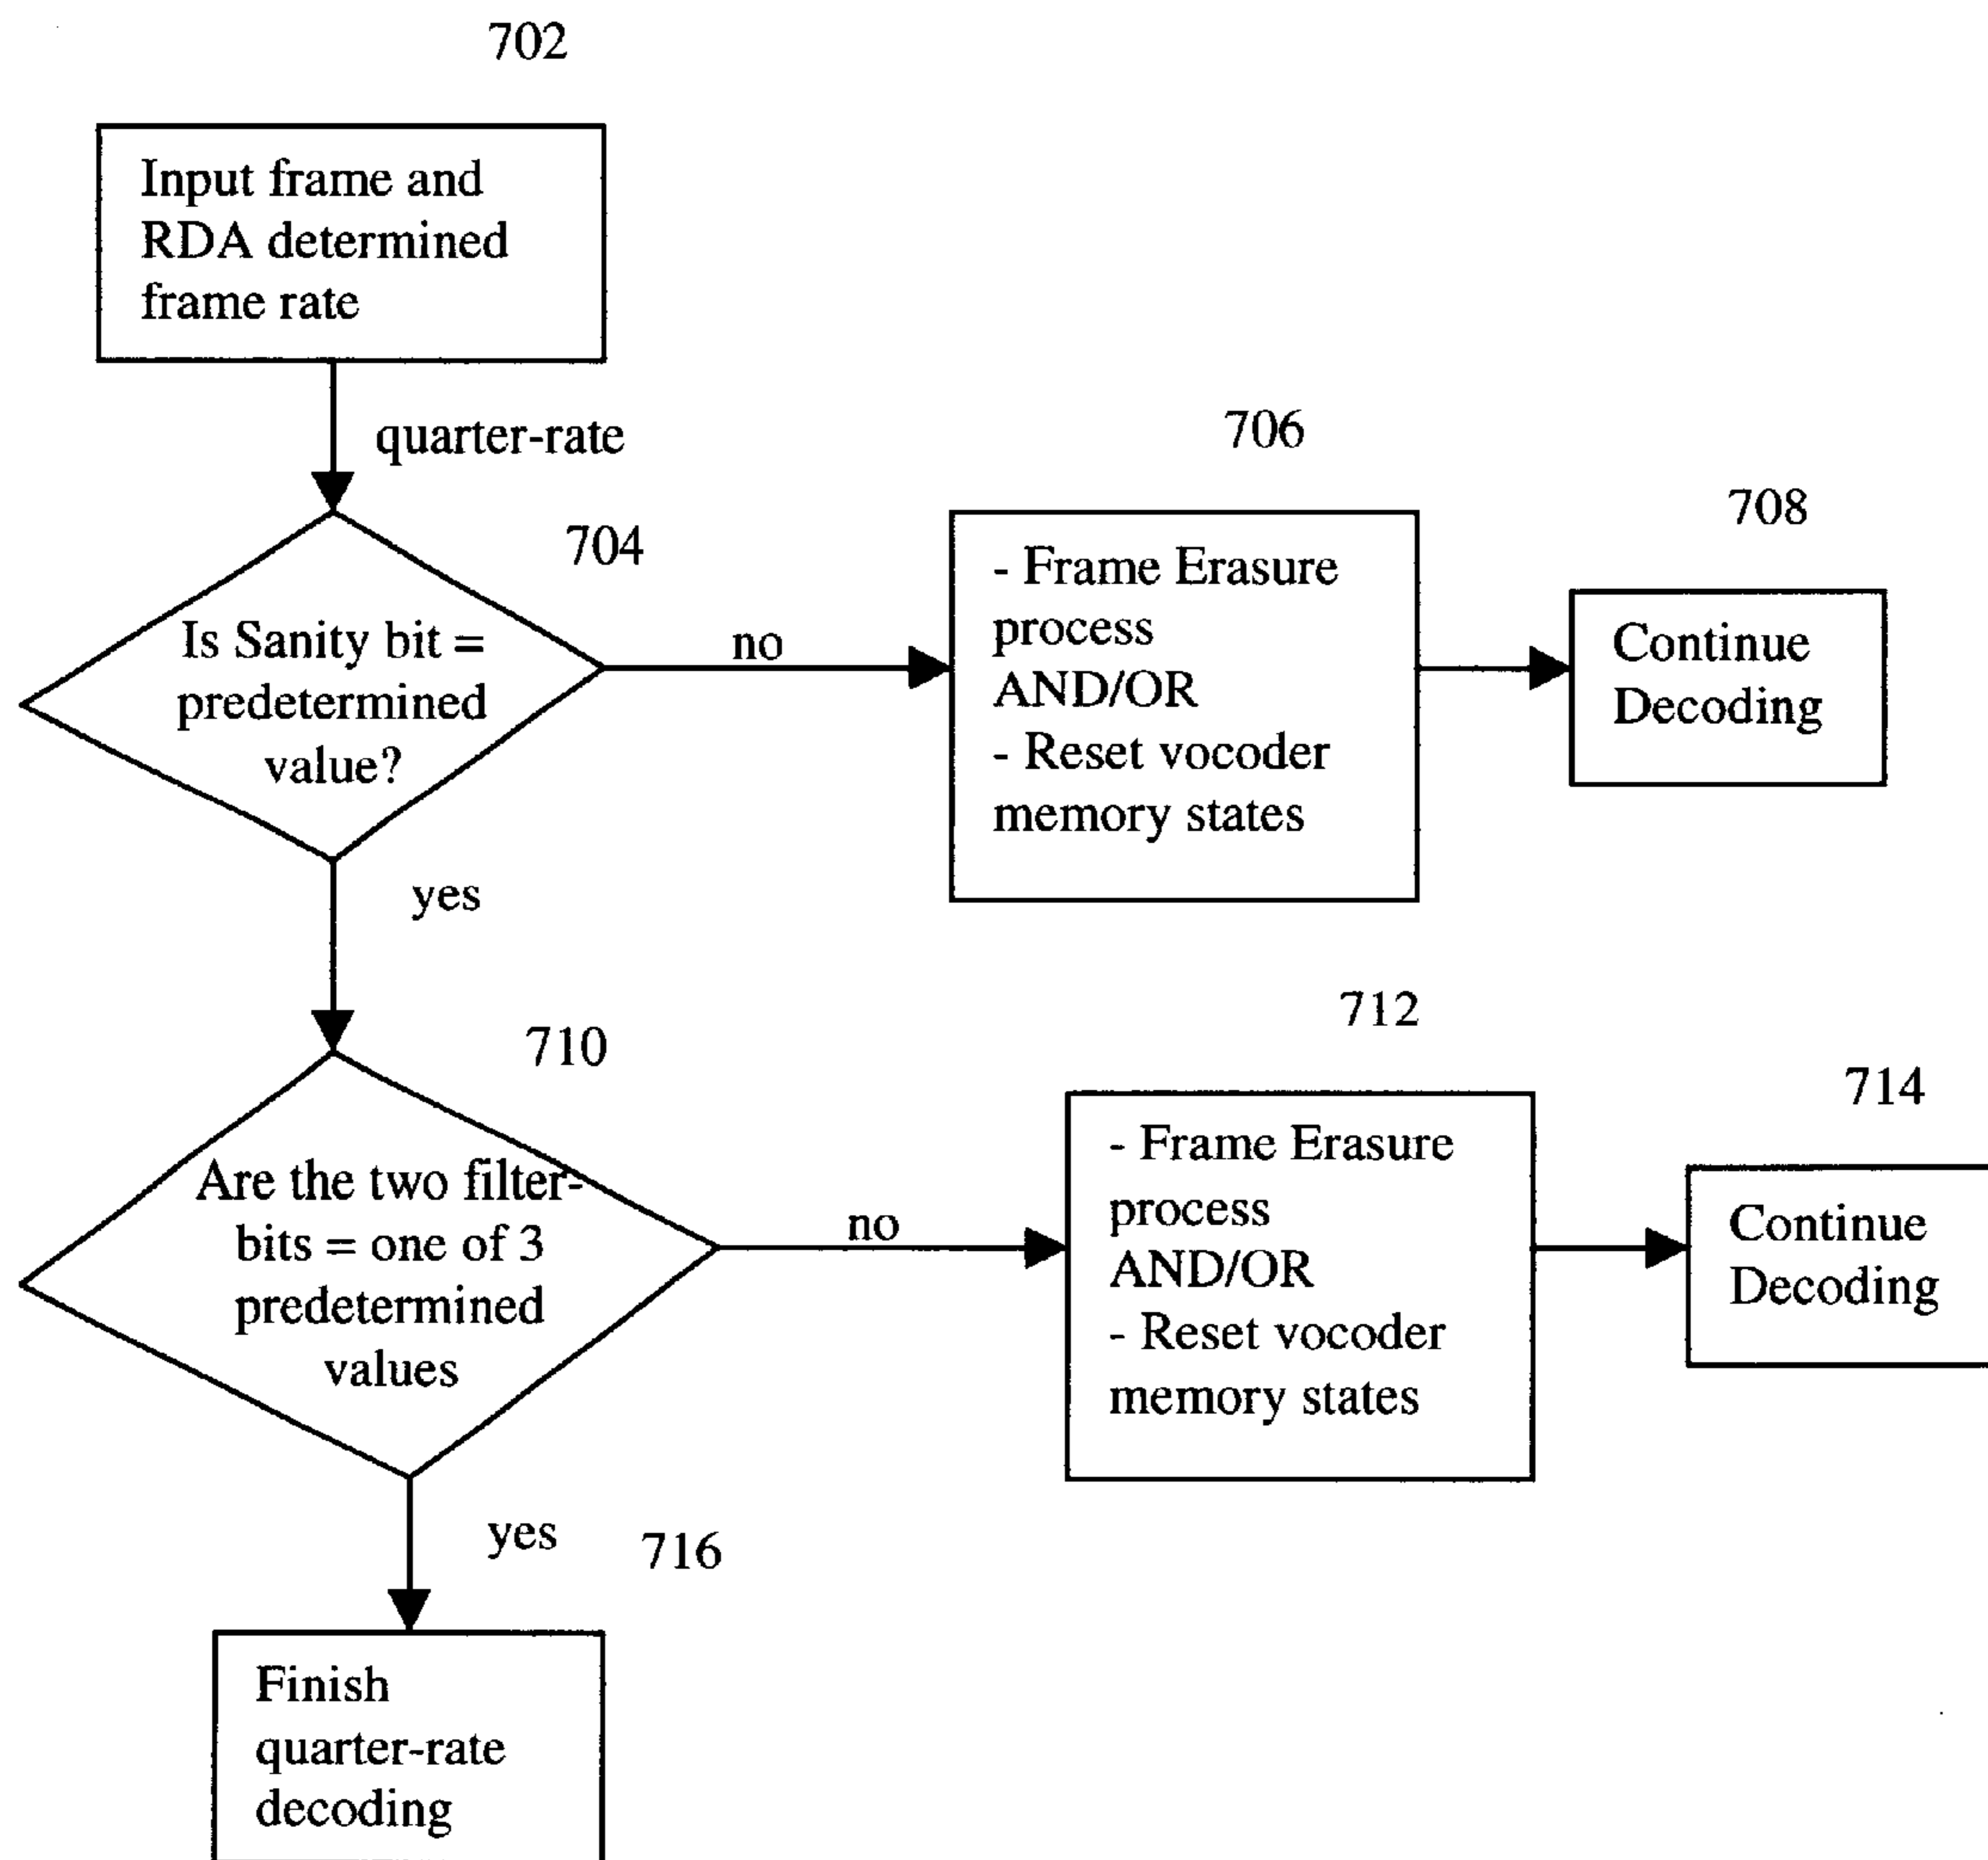 702
Input frame and
RDA determined
frame rate
quarter-rate
704
Is Sanity bit =
predetermined
value?
no
706
- Frame Erasure
process
AND/OR
- Reset vocoder
memory states
708
Continue
Decoding
yes
710
Are the two filter-
bits = one of 3
predetermined
values
no
712
- Frame Erasure
process
AND/OR
- Reset vocoder
memory states
714
Continue
Decoding
yes
716
Finish
quarter-rate
decoding